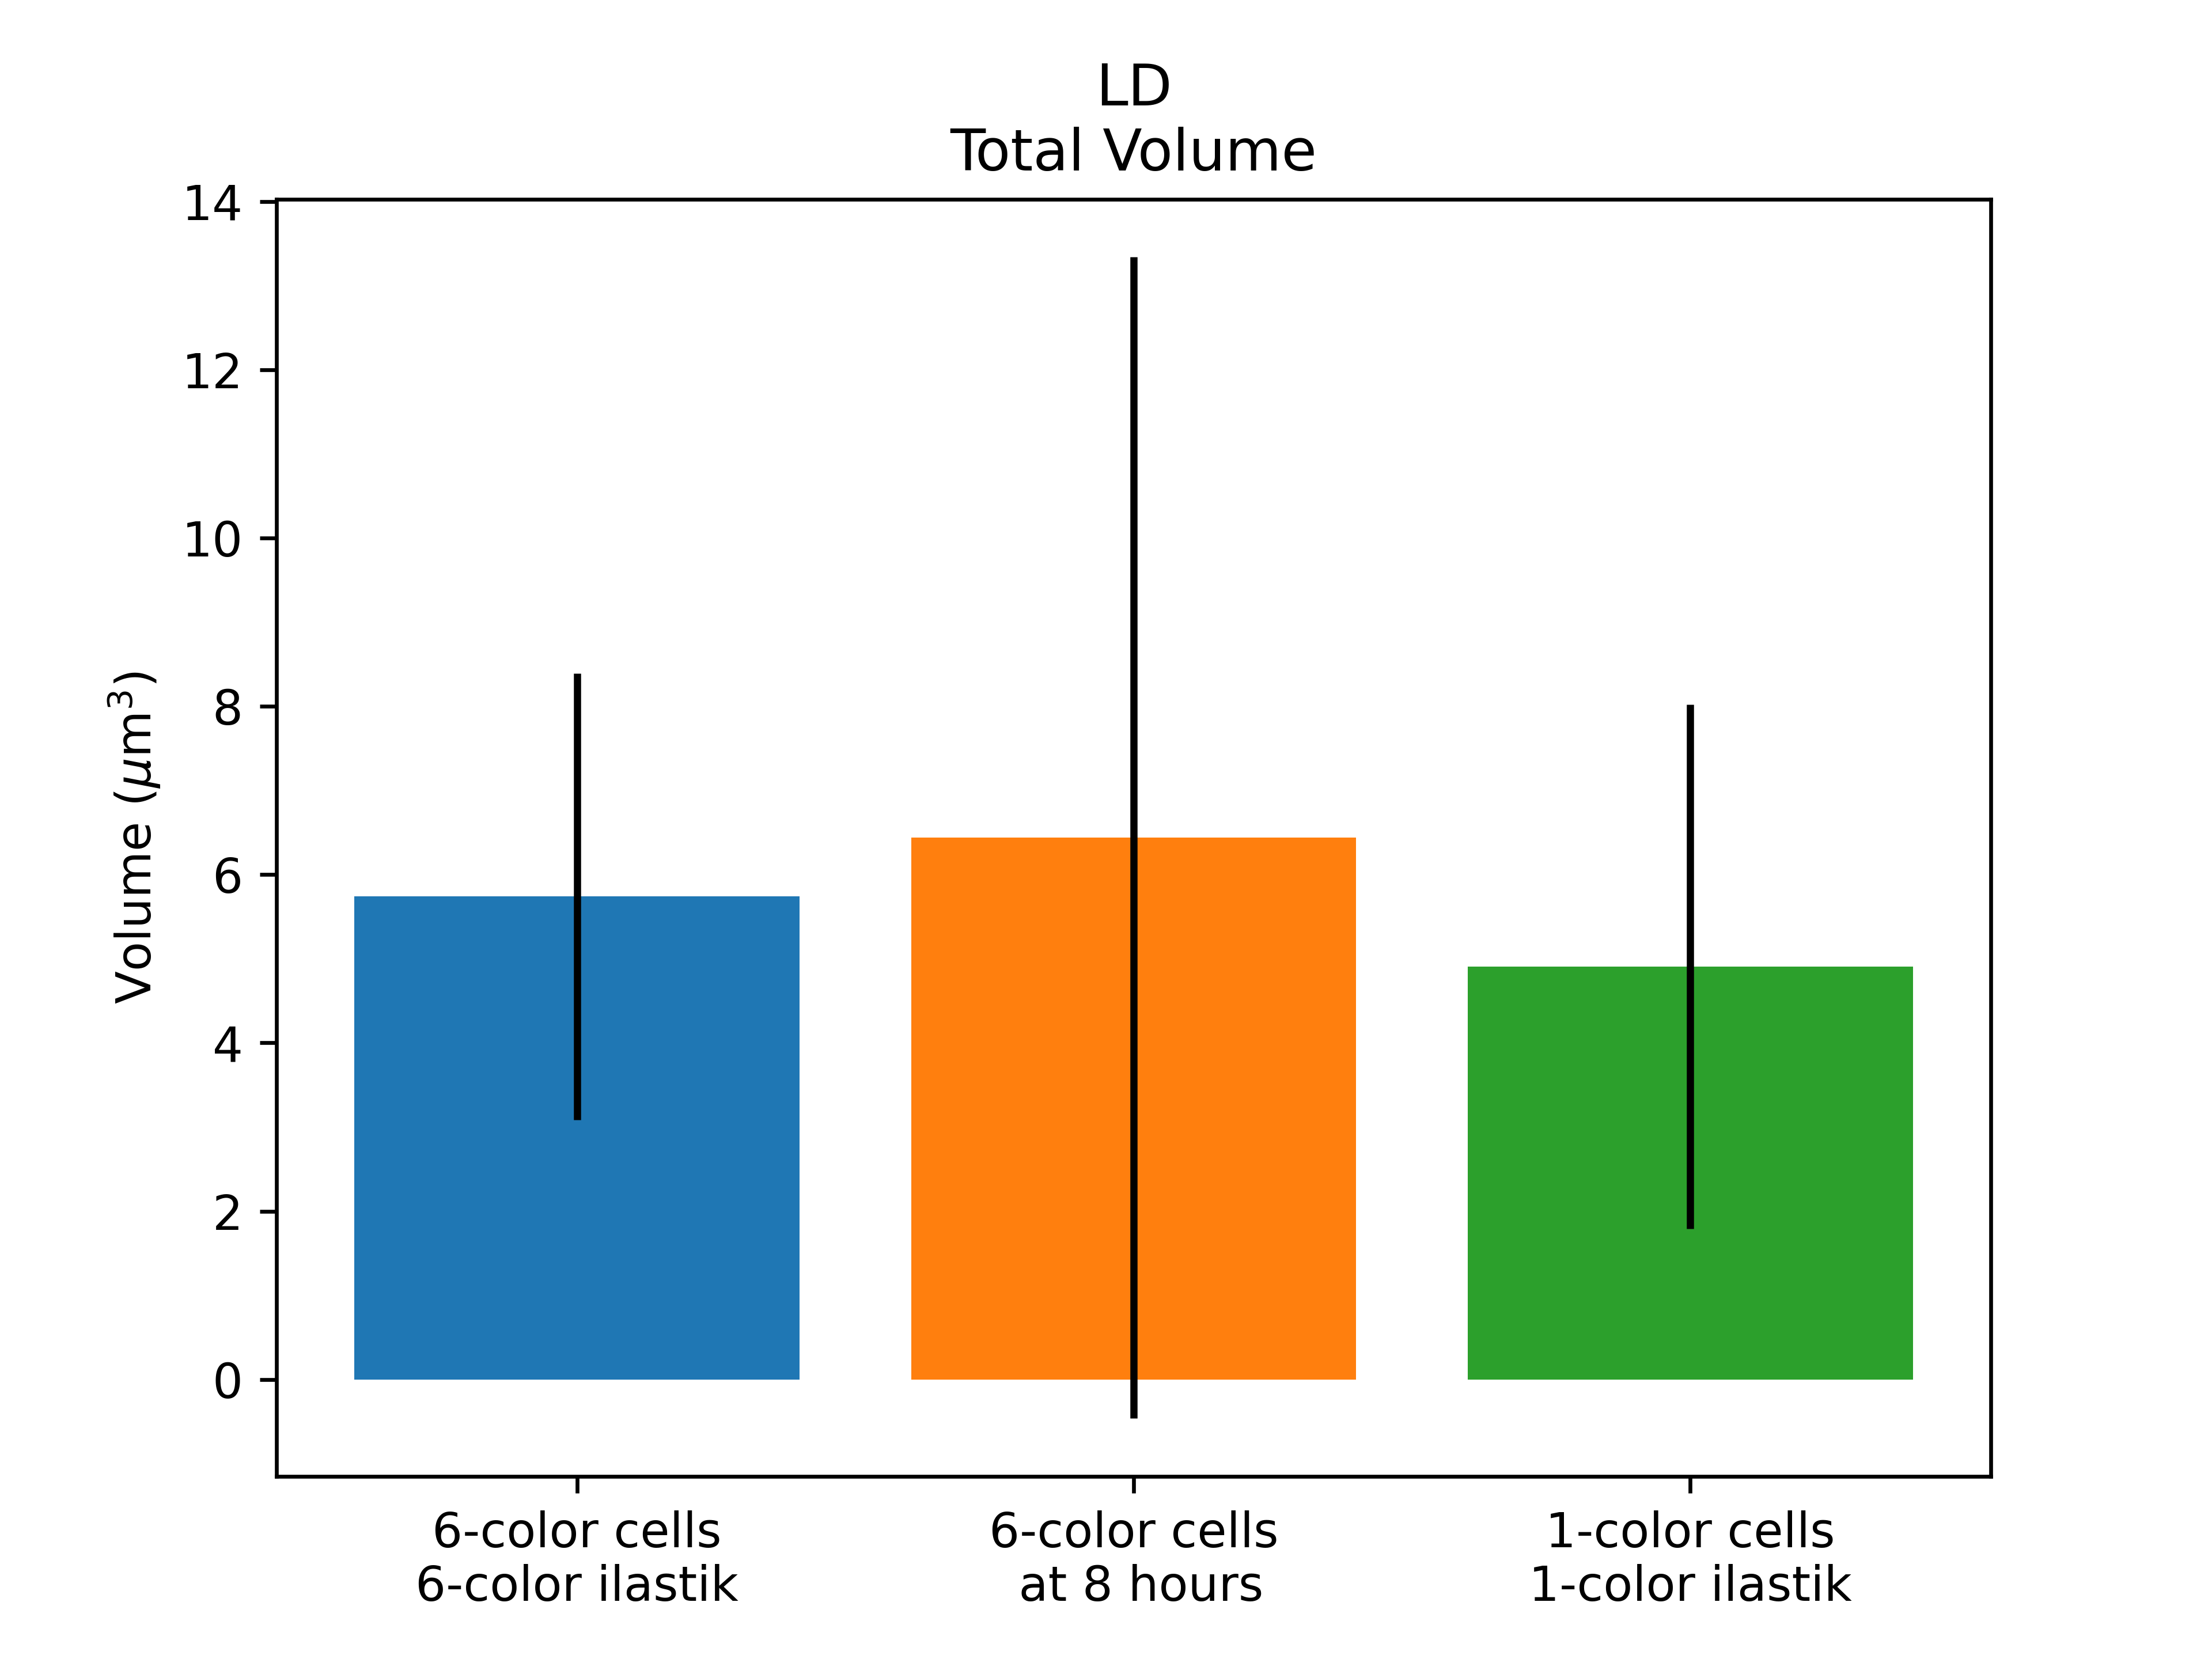 LD
Total Volume
Volume (μm³)
14
12
10
8
6
4
2
0
6-color cells
6-color ilastik
6-color cells
at 8 hours
1-color cells
1-color ilastik